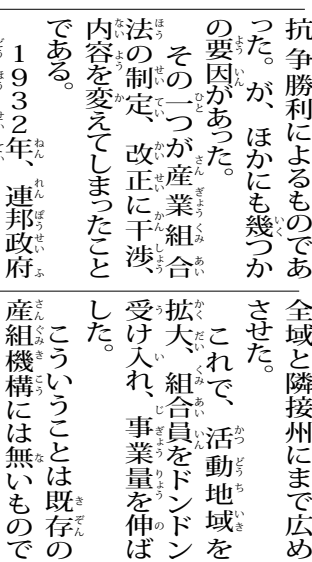 抗争勝利によるものであ
った。が、ほかにも幾つか
の要因があった。
その一つが産業組合
法の制定、改正に干渉、
内容を変えてしまったこと
である。
1932年、連邦政府
全域と隣接州にまで広め
させた。
これで、活動地域を
拡大、組合員をドンドン
受け入れ、事業量を伸ば
した。
こういうことは既存の
産組機構には無いもので